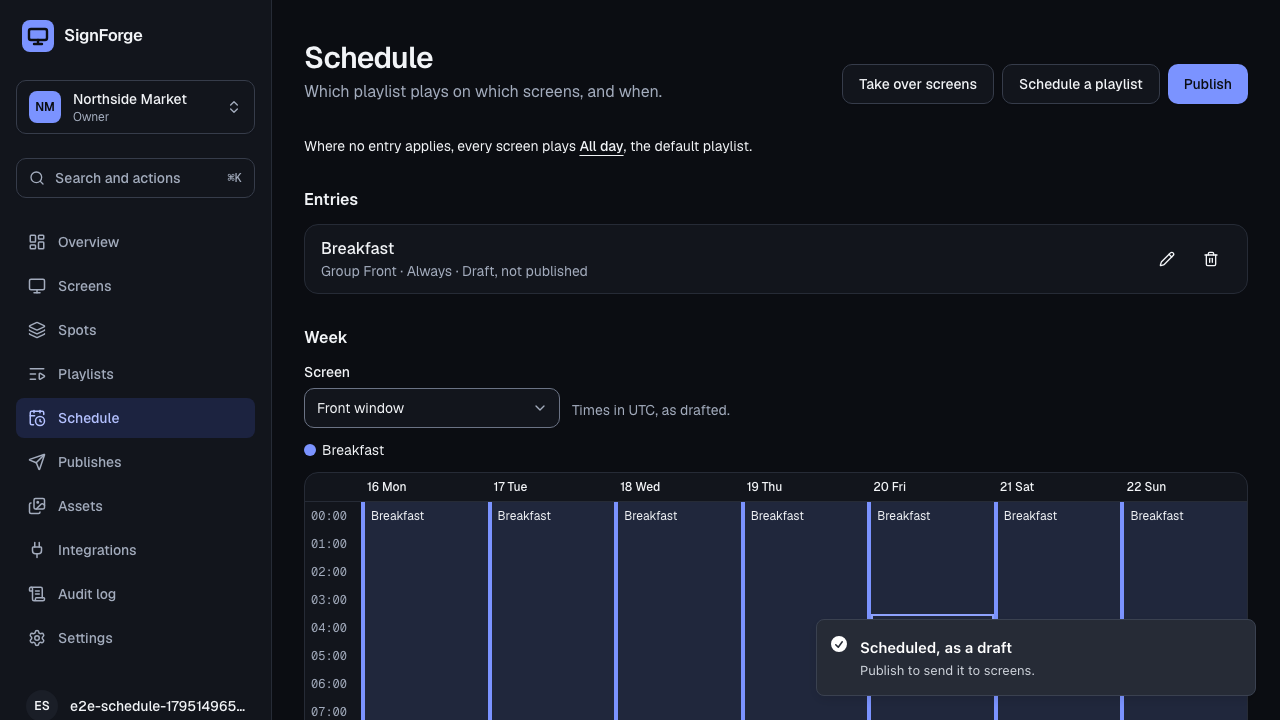 SignForge
NM
Northside Market
Owner
Search and actions
⌘K
Overview
Screens
Spots
Playlists
Schedule
Publishes
Assets
Integrations
Audit log
Settings
ES
e2e-schedule-179514965…
Schedule
Which playlist plays on which screens, and when.
Take over screens
Schedule a playlist
Publish
Where no entry applies, every screen plays All day, the default playlist.
Entries
Breakfast
Group Front · Always · Draft, not published
Week
Screen
Front window
Times in UTC, as drafted.
Breakfast
16 Mon 17 Tue 18 Wed 19 Thu 20 Fri 21 Sat 22 Sun
00:00 Breakfast Breakfast Breakfast Breakfast Breakfast Breakfast Breakfast
01:00
02:00
03:00
04:00
05:00
06:00
07:00
Scheduled, as a draft
Publish to send it to screens.